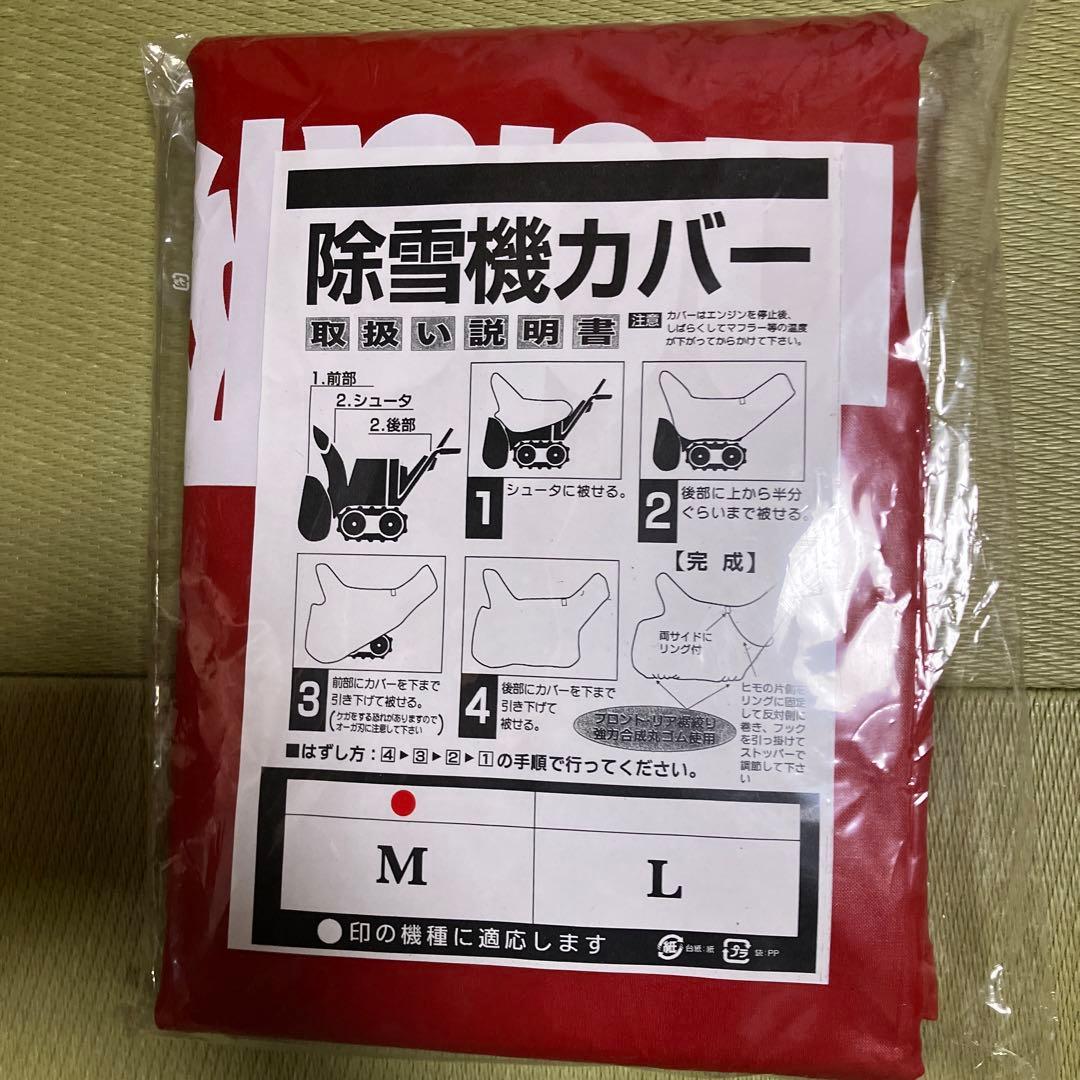 除雪機カバー
取扱い説明書
注意
カバーはエンジンを停止後、
しばらくしてマフラー等の温度
が下がってからかけて下さい。
1.前部
2.シュータ
2.後部
1
シュータに被せる。
2
後部に上から半分
ぐらいまで被せる。
3
前部にカバーを下まで
引き下げて被せる。
(ケガをする恐れがありますので
オーガ刃に注意して下さい)
4
後部にカバーを下まで
引き下げて
被せる。
【完 成】
両サイドに
リング付
フロント・リア裾絞り
強力合成丸ゴム使用
ヒモの片側を
リングに固定
して反対側に
巻き、フック
を引っ掛けて
ストッパーで
調節して下さ
い
■はずし方:4▶3▶2▶1の手順で行ってください。
M
L
●印の機種に適応します
紙
台紙:紙
プラ
袋:PP